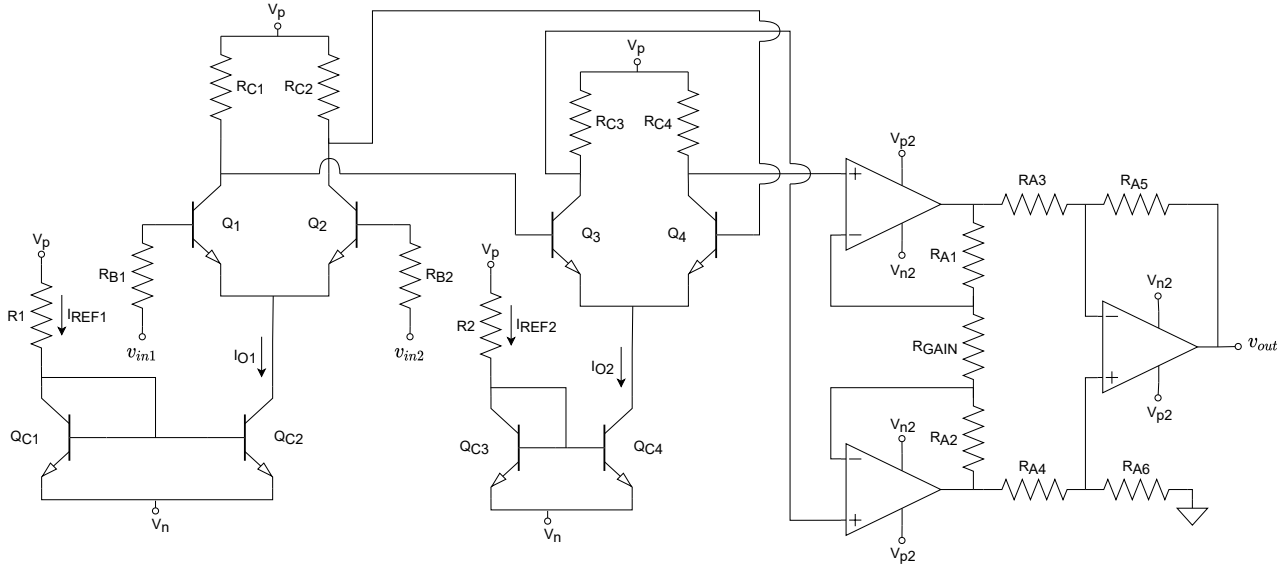 Vp
RC1
RC2
Vp
RC3
RC4
Vp2
RA3
RA5
Q1
Q2
Q3
Q4
Vn2
RA1
Vp
RB1
RB2
Vp
Vn2
R1
IREF1
R2
IREF2
−
+
−
+
vin1
vin2
RGAIN
vout
IO1
IO2
Vp2
QC1
QC2
QC3
QC4
Vn2
RA2
−
+
RA4
RA6
Vn
Vn
Vp2